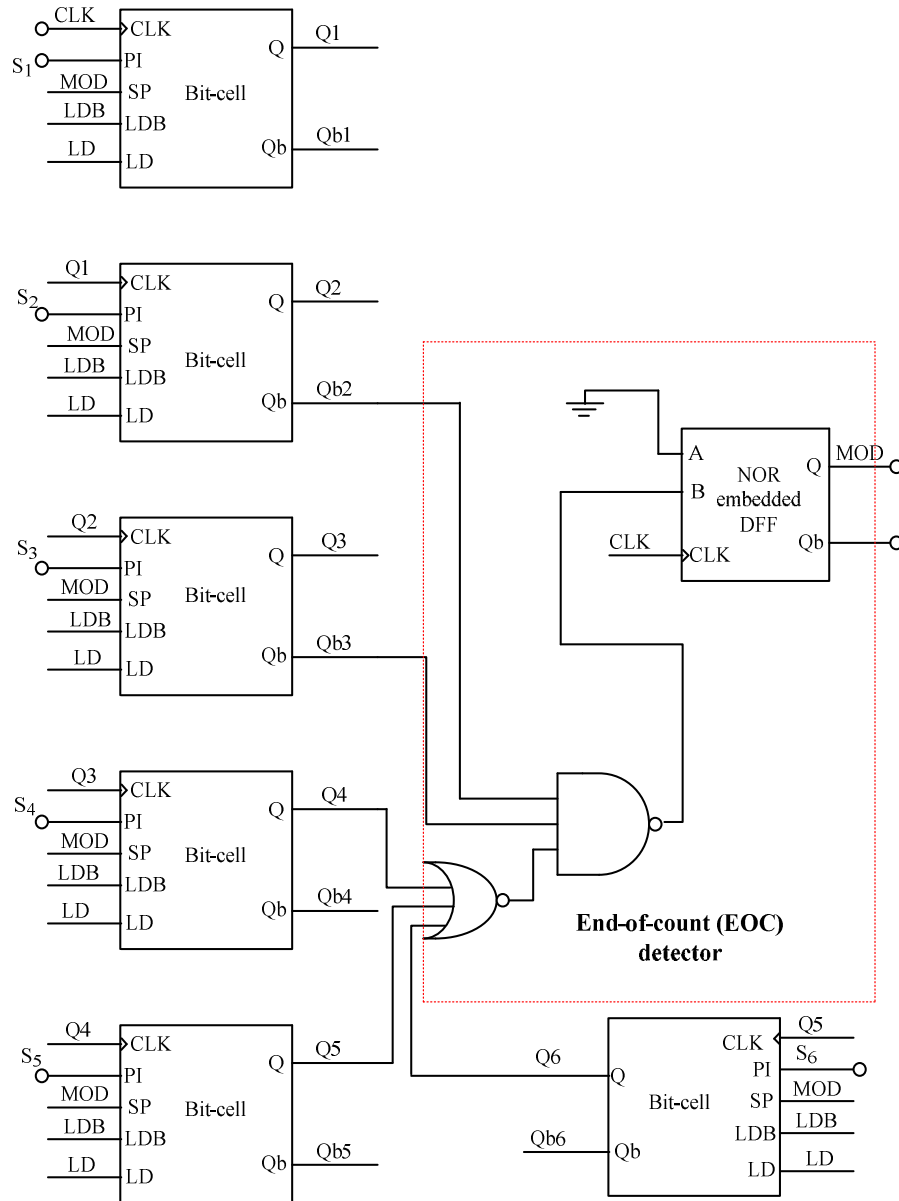 CLK
CLK
Q
Q1
S1
PI
MOD
SP
Bit-cell
LDB
LDB
Qb
Qb1
LD
LD
Q1
CLK
Q
Q2
S2
PI
MOD
SP
Bit-cell
LDB
LDB
Qb
Qb2
LD
LD
A
Q
MOD
NOR
embedded
DFF
B
CLK
CLK
Qb
Q2
CLK
Q
Q3
S3
PI
MOD
SP
Bit-cell
LDB
LDB
Qb
Qb3
LD
LD
Q3
CLK
Q
Q4
S4
PI
MOD
SP
Bit-cell
LDB
LDB
Qb
Qb4
LD
LD
End-of-count (EOC)
detector
Q4
CLK
Q
Q5
S5
PI
MOD
SP
Bit-cell
LDB
LDB
Qb
Qb5
LD
LD
Q6
Q
CLK
Q5
PI
S6
Bit-cell
SP
MOD
Qb6
Qb
LDB
LDB
LD
LD